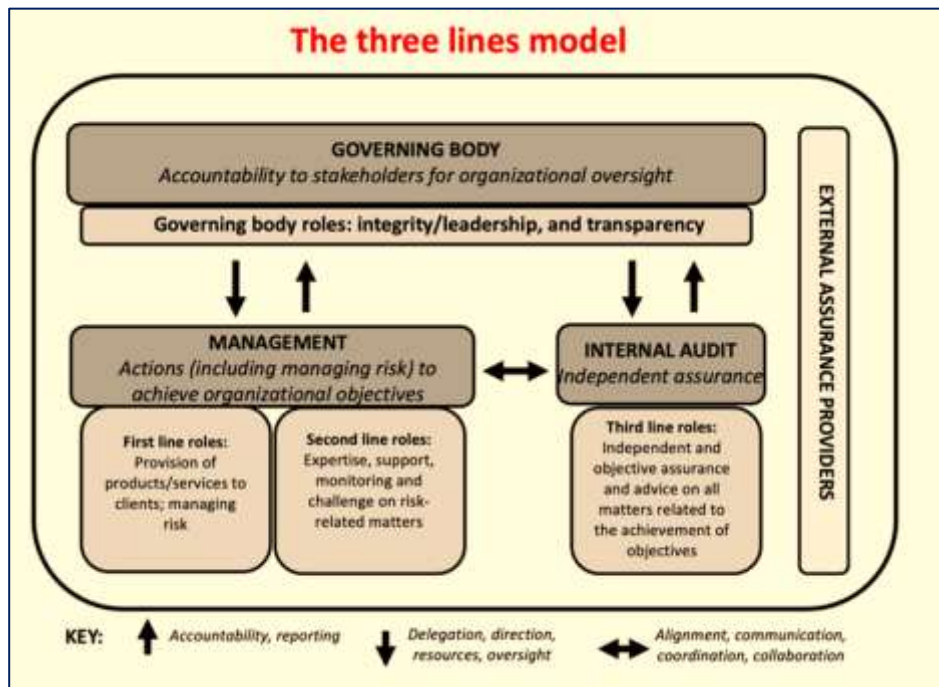 The three lines model
GOVERNING BODY
Accountability to stakeholders for organizational oversight
Governing body roles: integrity/leadership, and transparency
MANAGEMENT
Actions (including managing risk) to
achieve organizational objectives
INTERNAL AUDIT
Independent assurance
First line roles:
Provision of
products/services to
clients; managing
risk
Second line roles:
Expertise, support,
monitoring and
challenge on risk-
related matters
Third line roles:
Independent and
objective assurance
and advice on all
matters related to
the achievement of
objectives
EXTERNAL ASSURANCE PROVIDERS
KEY:
Accountability, reporting
Delegation, direction,
resources, oversight
Alignment, communication,
coordination, collaboration